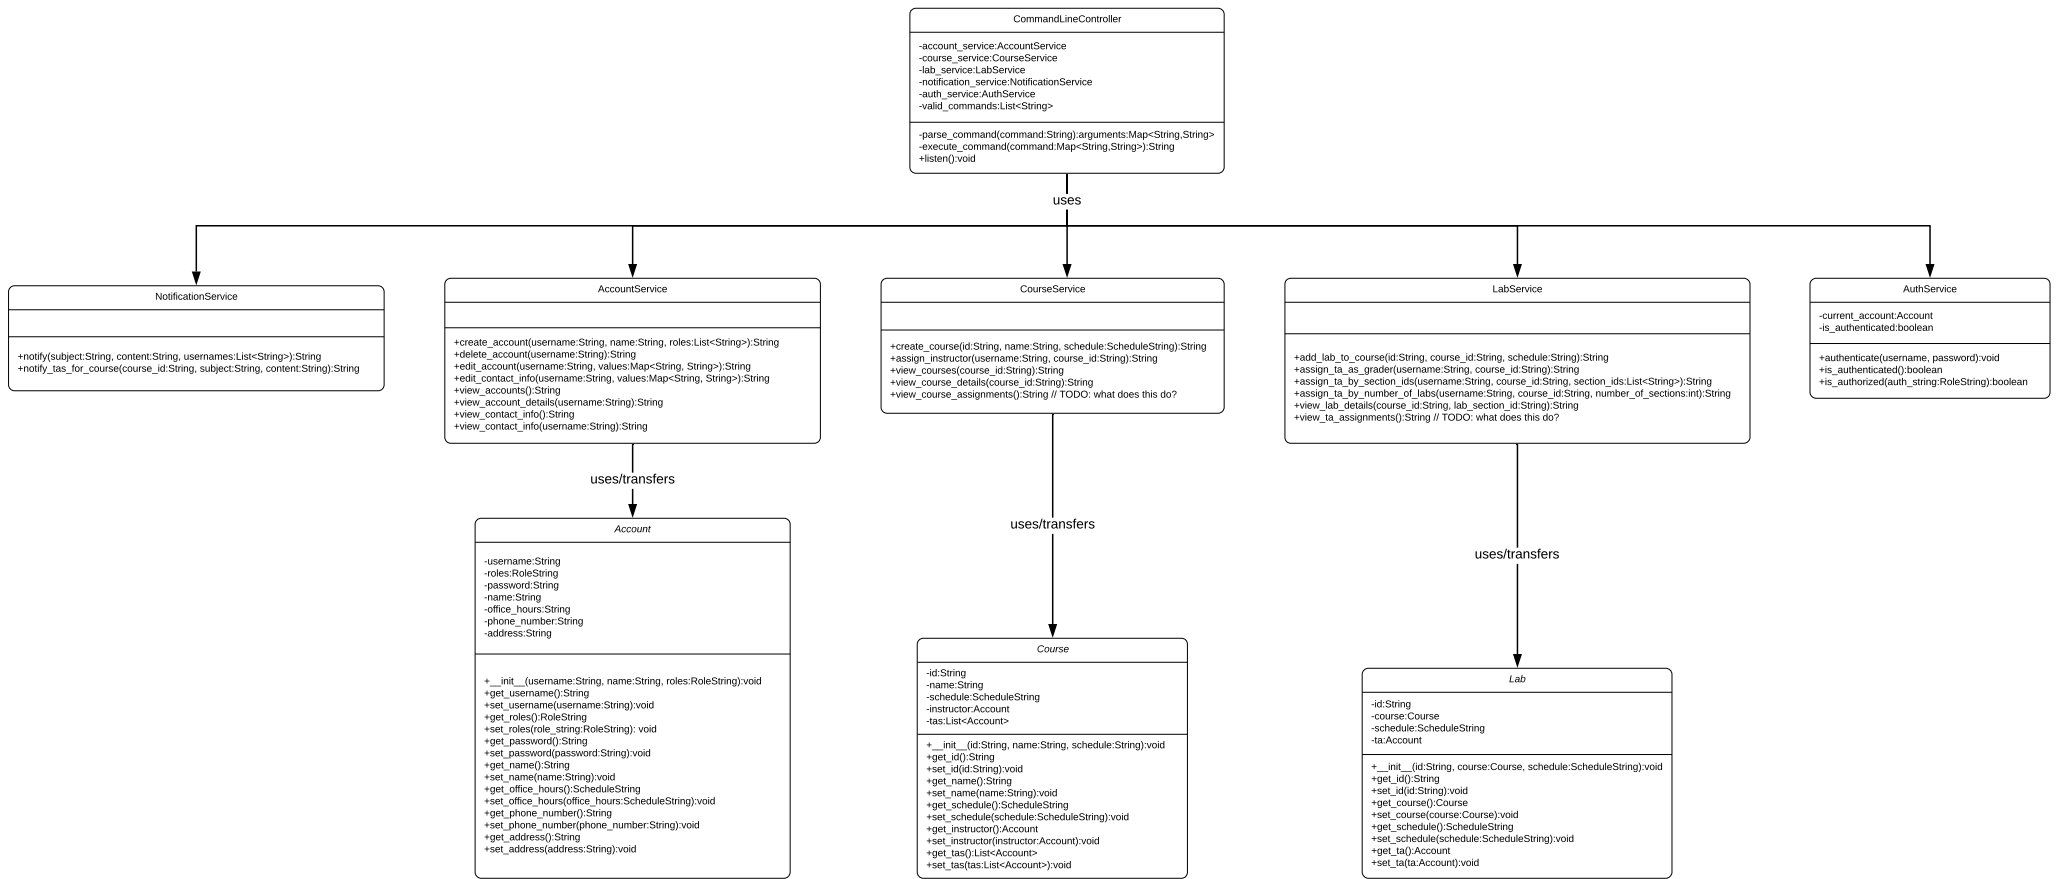 CommandLineController
-account_service:AccountService
-course_service:CourseService
-lab_service:LabService
-notification_service:NotificationService
-auth_service:AuthService
-valid_commands:List<String>
-parse_command(command:String):arguments:Map<String,String>
-execute_command(command:Map<String,String>):String
+listen():void
uses
NotificationService
+notify(subject:String, content:String, usernames:List<String>):String
+notify_tas_for_course(course_id:String, subject:String, content:String):String
AccountService
+create_account(username:String, name:String, roles:List<String>):String
+delete_account(username:String):String
+edit_account(username:String, values:Map<String, String>):String
+edit_contact_info(username:String, values:Map<String, String>):String
+view_accounts():String
+view_account_details(username:String):String
+view_contact_info():String
+view_contact_info(username:String):String
CourseService
+create_course(id:String, name:String, schedule:ScheduleString):String
+assign_instructor(username:String, course_id:String):String
+view_courses(course_id:String):String
+view_course_details(course_id:String):String
+view_course_assignments():String // TODO: what does this do?
LabService
+add_lab_to_course(id:String, course_id:String, schedule:String):String
+assign_ta_as_grader(username:String, course_id:String):String
+assign_ta_by_section_ids(username:String, course_id:String, section_ids:List<String>):String
+assign_ta_by_number_of_labs(username:String, course_id:String, number_of_sections:int):String
+view_lab_details(course_id:String, lab_section_id:String):String
+view_ta_assignments():String // TODO: what does this do?
AuthService
-current_account:Account
-is_authenticated:boolean
+authenticate(username, password):void
+is_authenticated():boolean
+is_authorized(auth_string:RoleString):boolean
uses/transfers
uses/transfers
uses/transfers
Account
-username:String
-roles:RoleString
-password:String
-name:String
-office_hours:String
-phone_number:String
-address:String
+__init__(username:String, name:String, roles:RoleString):void
+get_username():String
+set_username(username:String):void
+get_roles():RoleString
+set_roles(role_string:RoleString): void
+get_password():String
+set_password(password:String):void
+get_name():String
+set_name(name:String):void
+get_office_hours():ScheduleString
+set_office_hours(office_hours:ScheduleString):void
+get_phone_number():String
+set_phone_number(phone_number:String):void
+get_address():String
+set_address(address:String):void
Course
-id:String
-name:String
-schedule:ScheduleString
-instructor:Account
-tas:List<Account>
+__init__(id:String, name:String, schedule:String):void
+get_id():String
+set_id(id:String):void
+get_name():String
+set_name(name:String):void
+get_schedule():ScheduleString
+set_schedule(schedule:ScheduleString):void
+get_instructor():Account
+set_instructor(instructor:Account):void
+get_tas():List<Account>
+set_tas(tas:List<Account>):void
Lab
-id:String
-course:Course
-schedule:ScheduleString
-ta:Account
+__init__(id:String, course:Course, schedule:ScheduleString):void
+get_id():String
+set_id(id:String):void
+get_course():Course
+set_course(course:Course):void
+get_schedule():ScheduleString
+set_schedule(schedule:ScheduleString):void
+get_ta():Account
+set_ta(ta:Account):void